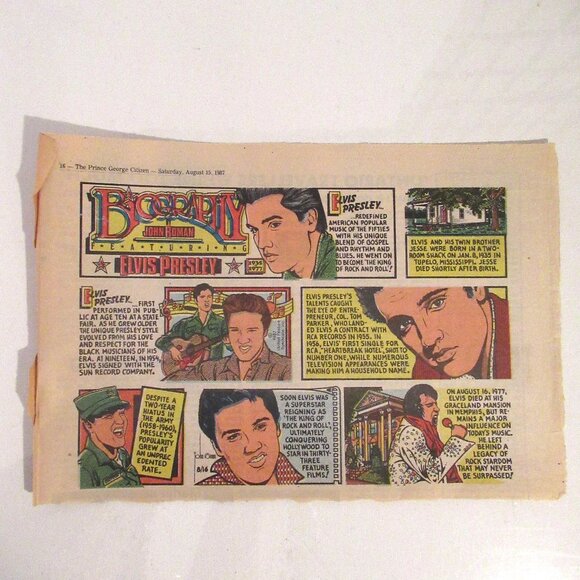 16 — The Prince George Citizen — Saturday, August 15, 1987
BIOGRAPHY
JOHN ROMAN
FEATURING
ELVIS PRESLEY
1935
1977
ELVIS
PRESLEY...
...REDEFINED
AMERICAN POPULAR
MUSIC OF THE FIFTIES
WITH HIS UNIQUE
BLEND OF GOSPEL
AND RHYTHM AND
BLUES. HE WENT
ON TO BECOME THE KING
OF ROCK AND ROLL!
ELVIS AND HIS TWIN BROTHER
JESSE WERE BORN IN A TWO-
ROOM SHACK ON JAN. 8, 1935 IN
TUPELO, MISSISSIPPI. JESSE
DIED SHORTLY AFTER BIRTH.
ELVIS
PRESLEY... FIRST
PERFORMED IN PUB-
LIC AT AGE TEN AT A STATE
FAIR. AS HE GREW OLDER
THE UNIQUE PRESLEY STYLE
EVOLVED FROM HIS LOVE
AND RESPECT FOR THE
BLACK MUSICIANS OF HIS
ERA. AT NINETEEN, IN 1954
ELVIS SIGNED WITH THE
SUN RECORD COMPANY.
ELVIS PRESLEY'S
TALENTS CAUGHT
THE EYE OF ENTREP-
RENEUR, COL. TOM
PARKER, WHO LAND-
ED ELVIS A CONTRACT WITH
RCA RECORDS IN 1955. IN
1956, ELVIS' FIRST SINGLE FOR
RCA, "HEARTBREAK HOTEL", SHOT TO
NUMBER ONE, WHILE NUMEROUS
TELEVISION APPEARANCES WERE
MAKING HIM A HOUSEHOLD NAME.
DESPITE A
TWO-YEAR
HIATUS IN
THE ARMY
(1958-1960),
PRESLEY'S
POPULARITY
GREW AT
AN UNPREC
EDENTED
RATE.
SOON ELVIS WAS
A SUPERSTAR
REIGNING AS
'THE KING OF
ROCK AND ROLL',
ULTIMATELY
CONQUERING
HOLLYWOOD TO
STAR IN THIRTY-
THREE
FEATURE
FILMS!
8/16
ON AUGUST 16, 1977,
ELVIS DIED AT HIS
GRACELAND MANSION
IN MEMPHIS, BUT RE-
MAINS A MAJOR
INFLUENCE ON
TODAY'S MUSIC.
HE LEFT
BEHIND A
LEGACY OF
ROCK STARDOM
THAT MAY NEVER
BE SURPASSED!